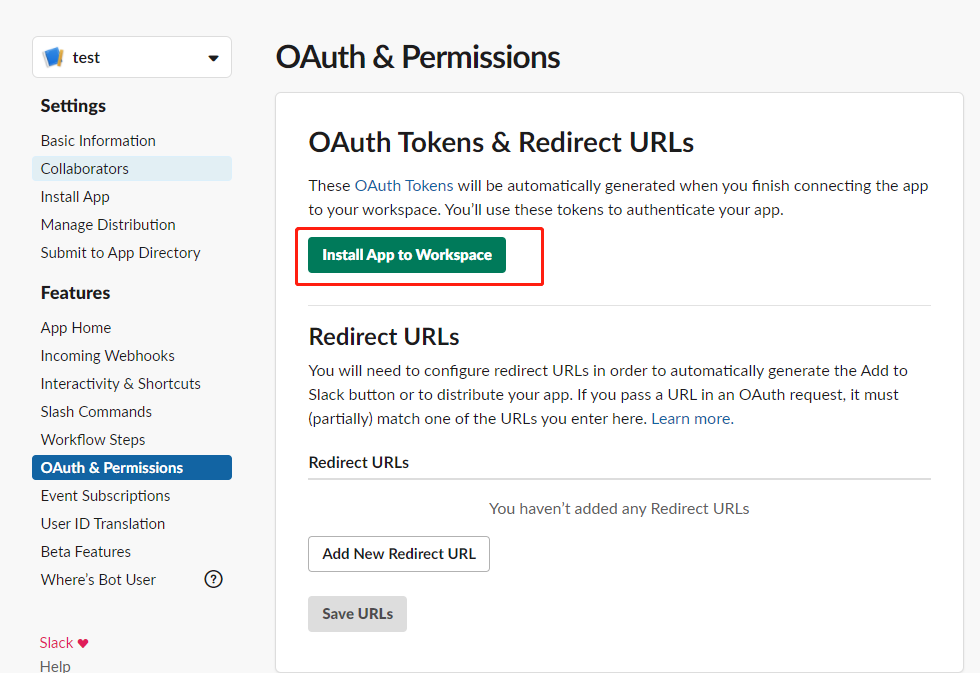 test
Settings
Basic Information
Collaborators
Install App
Manage Distribution
Submit to App Directory
Features
App Home
Incoming Webhooks
Interactivity & Shortcuts
Slash Commands
Workflow Steps
OAuth & Permissions
Event Subscriptions
User ID Translation
Beta Features
Where’s Bot User ?
Slack ♥
Help
OAuth & Permissions
OAuth Tokens & Redirect URLs
These OAuth Tokens will be automatically generated when you finish connecting the app
to your workspace. You’ll use these tokens to authenticate your app.
Install App to Workspace
Redirect URLs
You will need to configure redirect URLs in order to automatically generate the Add to
Slack button or to distribute your app. If you pass a URL in an OAuth request, it must
(partially) match one of the URLs you enter here. Learn more.
Redirect URLs
You haven’t added any Redirect URLs
Add New Redirect URL
Save URLs